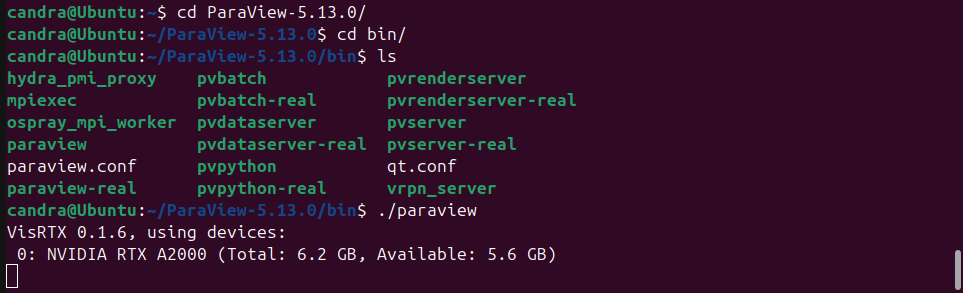 candra@Ubuntu:~$ cd ParaView-5.13.0/
candra@Ubuntu:~/ParaView-5.13.0$ cd bin/
candra@Ubuntu:~/ParaView-5.13.0/bin$ ls
hydra_pmi_proxy pvbatch pvrenderserver
mpiexec pvbatch-real pvrenderserver-real
ospray_mpi_worker pvdataserver pvserver
paraview pvdataserver-real pvserver-real
paraview.conf pvpython qt.conf
paraview-real pvpython-real vrpn_server
candra@Ubuntu:~/ParaView-5.13.0/bin$ ./paraview
VisRTX 0.1.6, using devices:
 0: NVIDIA RTX A2000 (Total: 6.2 GB, Available: 5.6 GB)